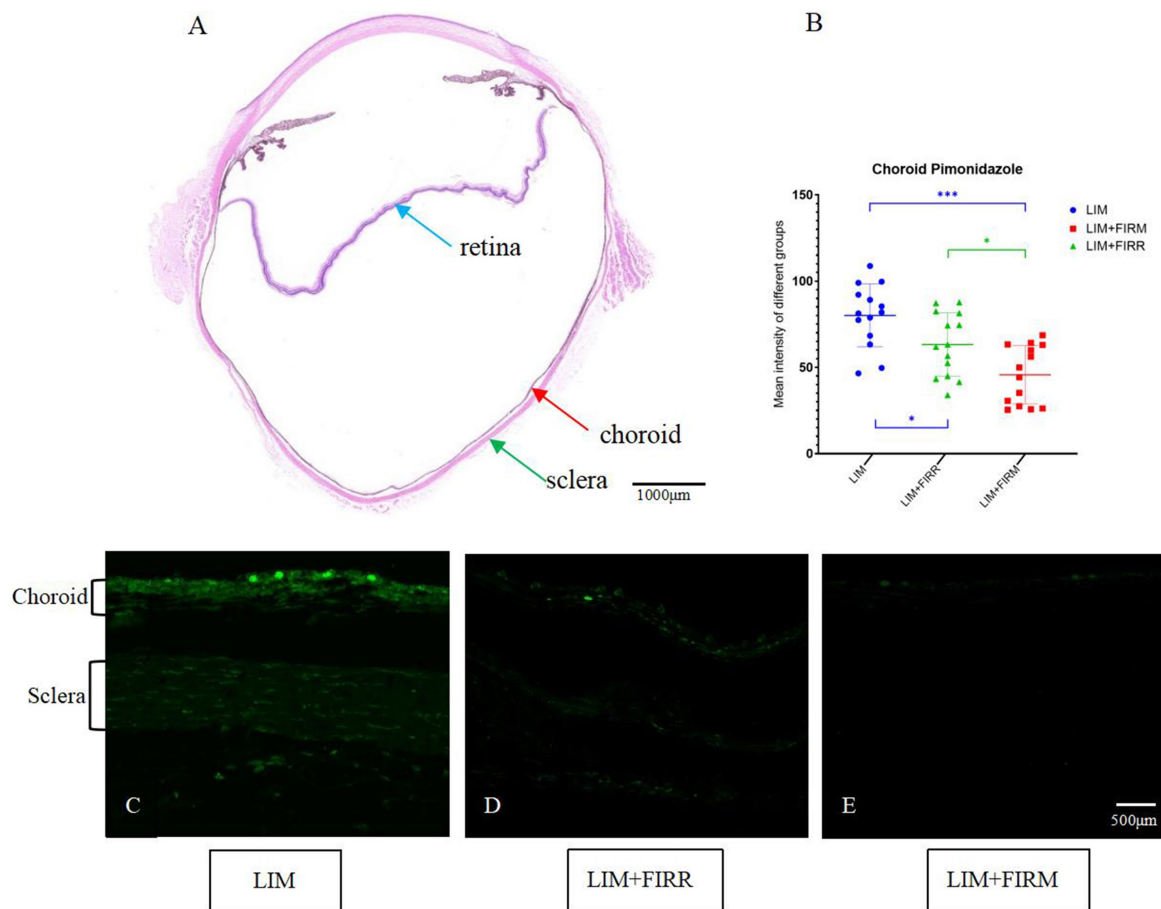 A
retina
choroid
sclera
1000μm
B
Choroid Pimonidazole
Mean intensity of different groups
150
100
50
0
***
*
*
LIM
LIM+FIRR
LIM+FIRM
LIM
LIM+FIRM
LIM+FIRR
Choroid
Sclera
C
D
E
500μm
LIM
LIM+FIRR
LIM+FIRM